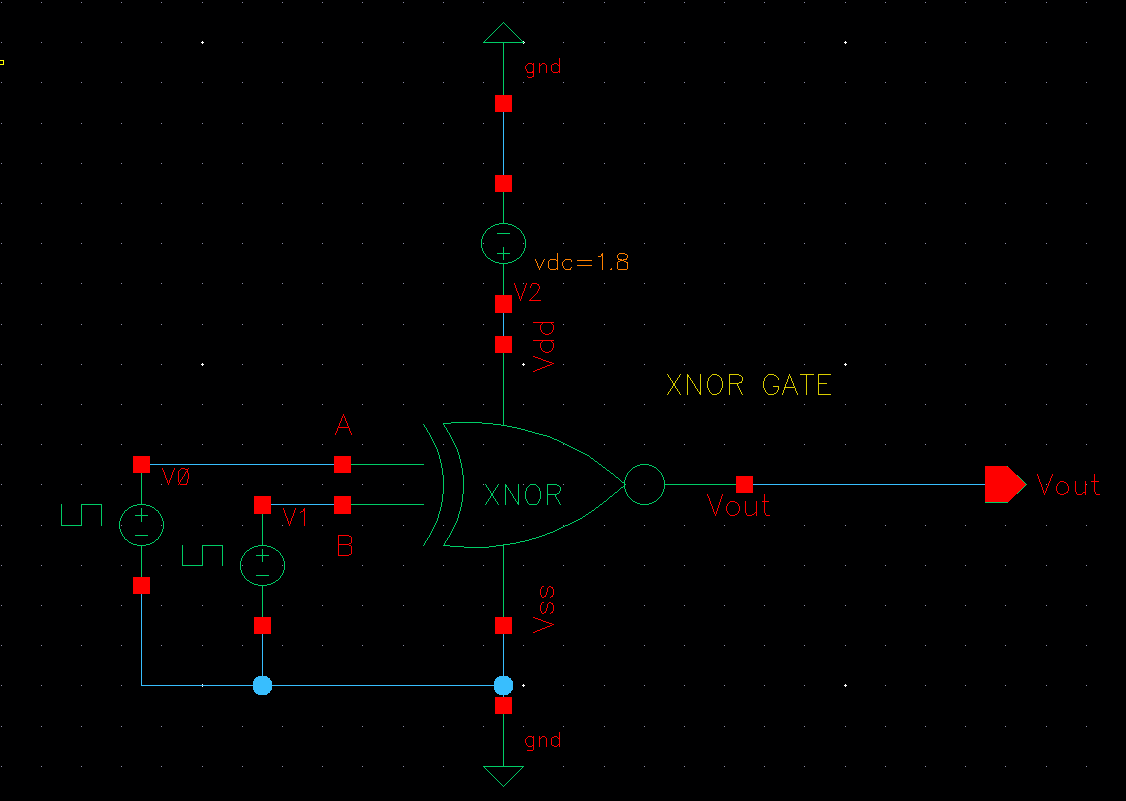 gnd
vdc=1.8
V2
Vdd
XNOR GATE
A
V0
XNOR
Vout
Vout
V1
B
Vss
gnd